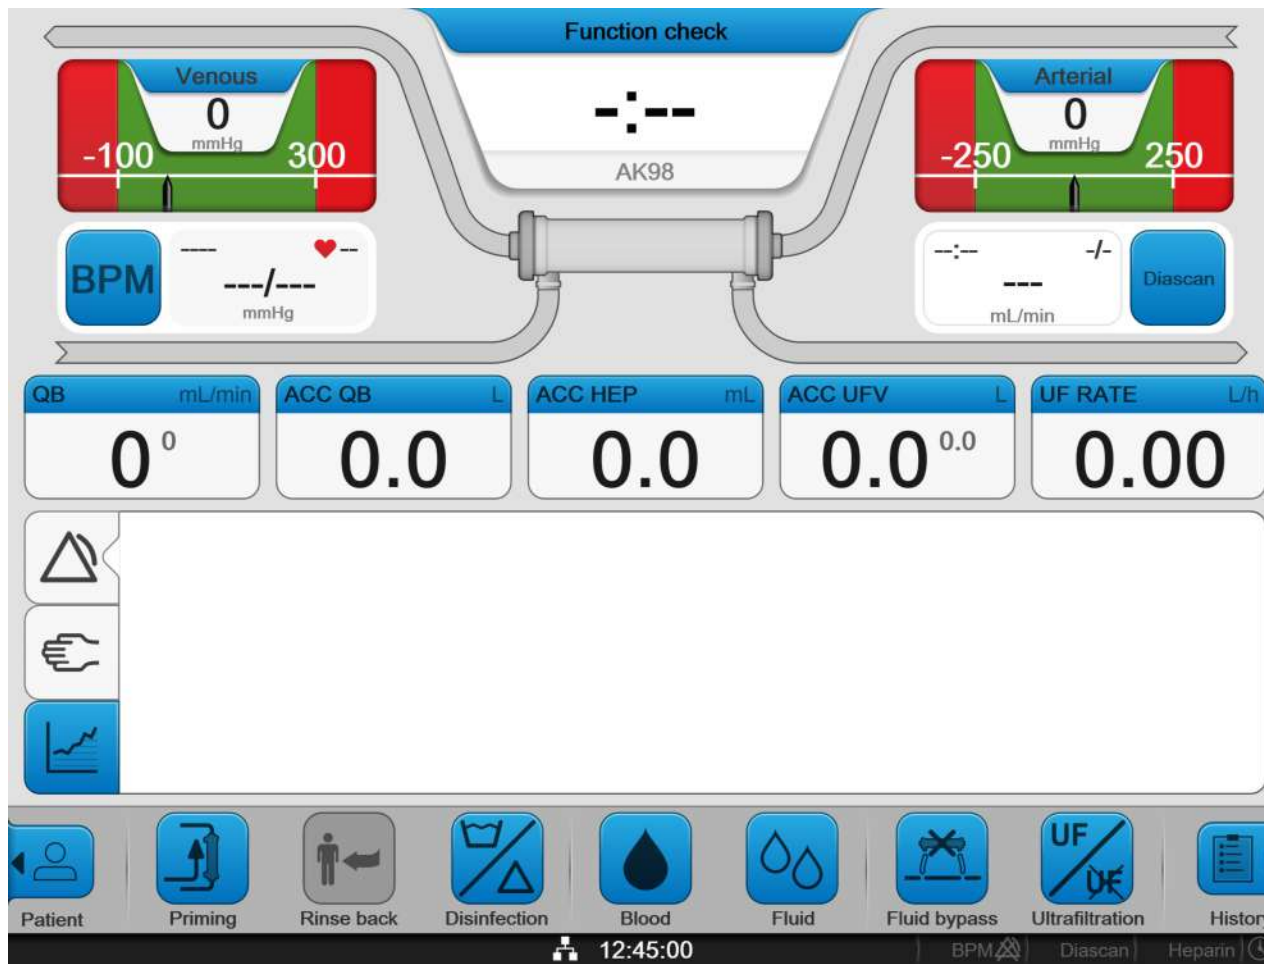 Function check
-:--
AK98
Venous
0
mmHg
-100
300
Arterial
0
mmHg
-250
250
BPM
----
--
---/---
mmHg
--:--
-/-
---
mL/min
Diascan
QB mL/min
0 0
ACC QB L
0.0
ACC HEP mL
0.0
ACC UFV L
0.0 0.0
UF RATE L/h
0.00
UF
UF
Patient
Priming
Rinse back
Disinfection
Blood
Fluid
Fluid bypass
Ultrafiltration
History
12:45:00
BPM
Diascan
Heparin